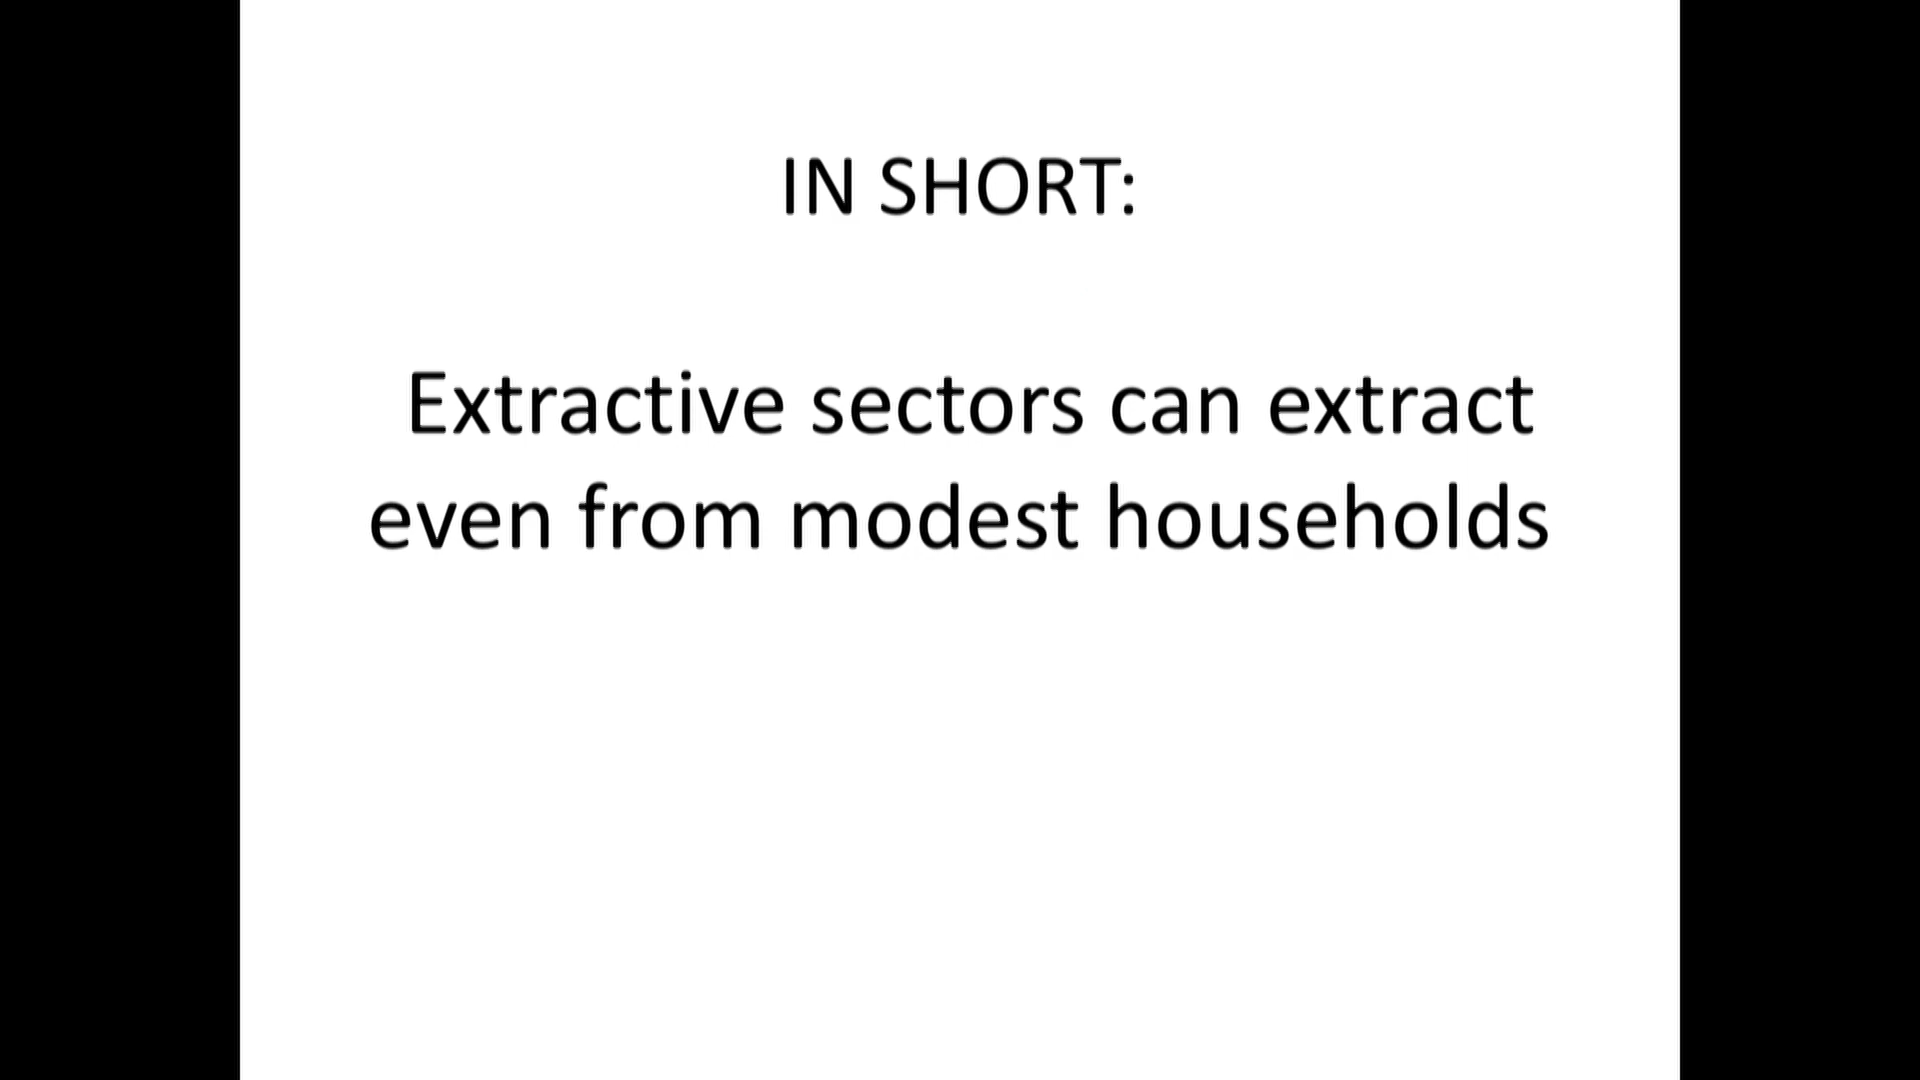 IN SHORT:
Extractive sectors can extract
even from modest households